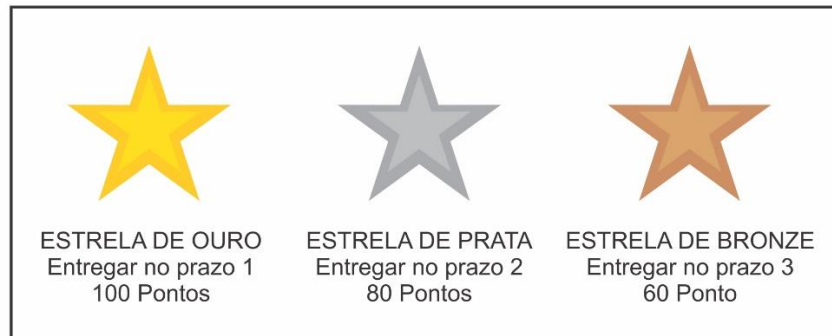 ESTRELA DE OURO
Entregar no prazo 1
100 Pontos
ESTRELA DE PRATA
Entregar no prazo 2
80 Pontos
ESTRELA DE BRONZE
Entregar no prazo 3
60 Ponto